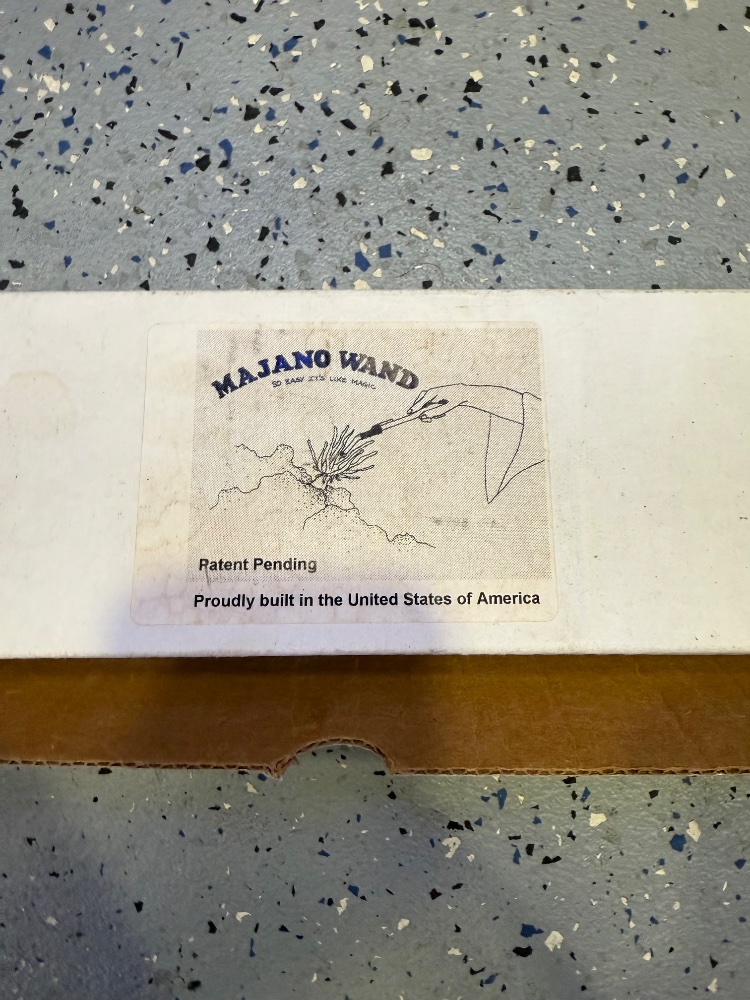 MAJANO WAND
SO EASY IT'S LIKE MAGIC
Patent Pending
Proudly built in the United States of America